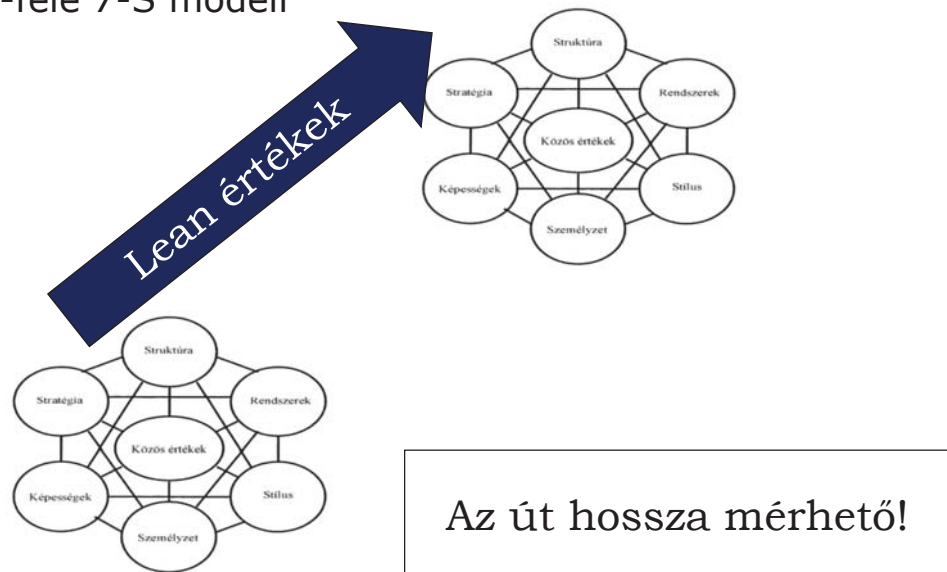 -féle 7-S modell
Struktúra
Stratégia
Rendszerek
Közös értékek
Képességek
Stílus
Személyzet
Lean értékek
Struktúra
Stratégia
Rendszerek
Közös értékek
Képességek
Stílus
Személyzet
Az út hossza mérhető!